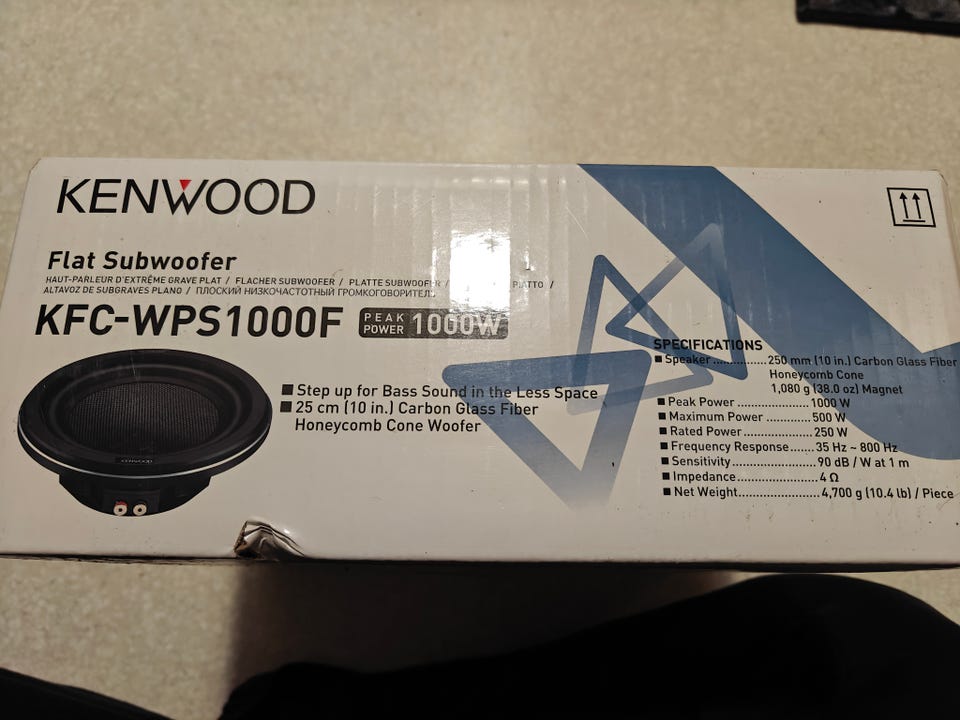 KENWOOD
Flat Subwoofer
HAUT-PARLEUR D'EXTRÊME GRAVE PLAT / FLACHER SUBWOOFER / PLATTE SUBWOOFER / PIATTO /
ALTAVOZ DE SUBGRAVES PLANO / ПЛОСКИЙ НИЗКОЧАСТОТНЫЙ ГРОМКОГОВОРИТЕЛЬ
KFC-WPS1000F PEAK POWER 1000W
■ Step up for Bass Sound in the Less Space
■ 25 cm (10 in.) Carbon Glass Fiber
Honeycomb Cone Woofer
KENWOOD
SPECIFICATIONS
■ Speaker ................250 mm (10 in.) Carbon Glass Fiber
Honeycomb Cone
1,080 g (38.0 oz) Magnet
■ Peak Power ..................... 1000 W
■ Maximum Power ............. 500 W
■ Rated Power.................... 250 W
■ Frequency Response....... 35 Hz ~ 800 Hz
■ Sensitivity........................ 90 dB / W at 1 m
■ Impedance........................ 4 Ω
■ Net Weight........................ 4,700 g (10.4 lb) / Piece